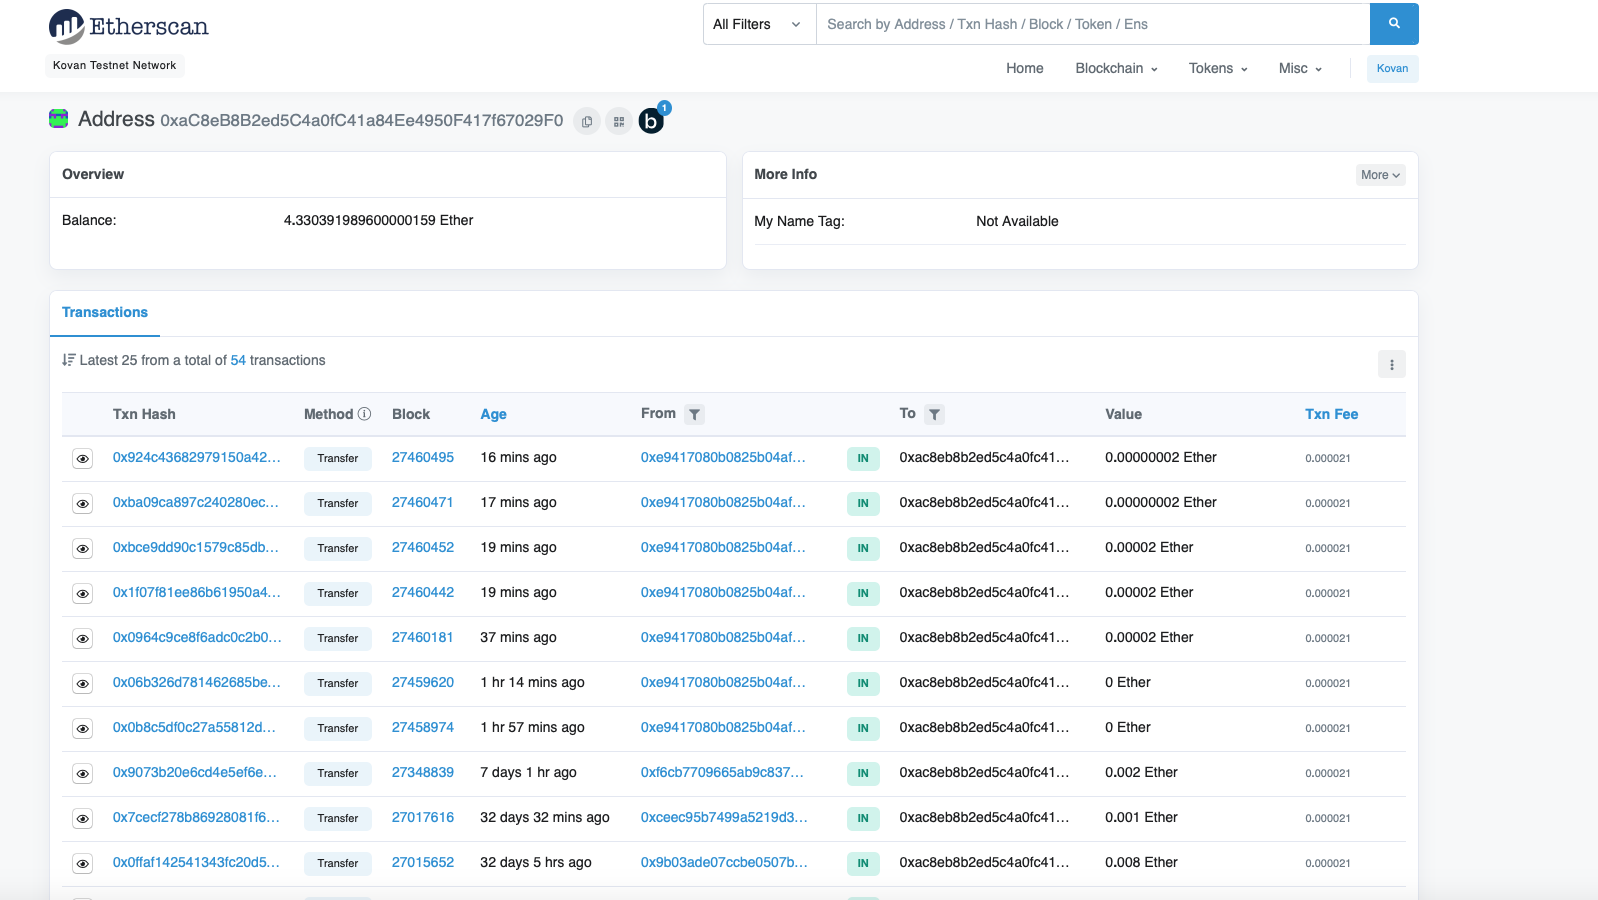 Etherscan
All Filters Search by Address / Txn Hash / Block / Token / Ens
Kovan Testnet Network
Home Blockchain Tokens Misc Kovan
Address 0xaC8eB8B2ed5C4a0fC41a84Ee4950F417f67029F0 b 1
Overview
Balance: 4.330391989600000159 Ether
More Info More
My Name Tag: Not Available
Transactions
Latest 25 from a total of 54 transactions
Txn Hash Method Block Age From To Value Txn Fee
0x924c43682979150a42... Transfer 27460495 16 mins ago 0xe9417080b0825b04af... IN 0xac8eb8b2ed5c4a0fc41... 0.00000002 Ether 0.000021
0xba09ca897c240280ec... Transfer 27460471 17 mins ago 0xe9417080b0825b04af... IN 0xac8eb8b2ed5c4a0fc41... 0.00000002 Ether 0.000021
0xbce9dd90c1579c85db... Transfer 27460452 19 mins ago 0xe9417080b0825b04af... IN 0xac8eb8b2ed5c4a0fc41... 0.00002 Ether 0.000021
0x1f07f81ee86b61950a4... Transfer 27460442 19 mins ago 0xe9417080b0825b04af... IN 0xac8eb8b2ed5c4a0fc41... 0.00002 Ether 0.000021
0x0964c9ce8f6adc0c2b0... Transfer 27460181 37 mins ago 0xe9417080b0825b04af... IN 0xac8eb8b2ed5c4a0fc41... 0.00002 Ether 0.000021
0x06b326d781462685be... Transfer 27459620 1 hr 14 mins ago 0xe9417080b0825b04af... IN 0xac8eb8b2ed5c4a0fc41... 0 Ether 0.000021
0x0b8c5df0c27a55812d... Transfer 27458974 1 hr 57 mins ago 0xe9417080b0825b04af... IN 0xac8eb8b2ed5c4a0fc41... 0 Ether 0.000021
0x9073b20e6cd4e5ef6e... Transfer 27348839 7 days 1 hr ago 0xf6cb7709665ab9c837... IN 0xac8eb8b2ed5c4a0fc41... 0.002 Ether 0.000021
0x7cecf278b86928081f6... Transfer 27017616 32 days 32 mins ago 0xceec95b7499a5219d3... IN 0xac8eb8b2ed5c4a0fc41... 0.001 Ether 0.000021
0x0ffaf142541343fc20d5... Transfer 27015652 32 days 5 hrs ago 0x9b03ade07ccbe0507b... IN 0xac8eb8b2ed5c4a0fc41... 0.008 Ether 0.000021